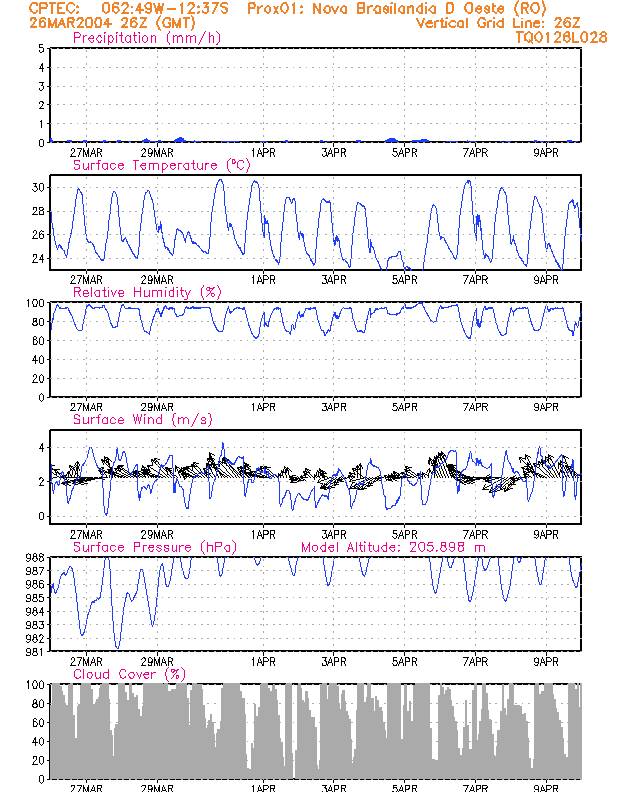 CPTEC: 062:49W-12:37S Prox01: Nova Brasilandia D Oeste (RO)
26MAR2004 26Z (GMT) Vertical Grid Line: 26Z
TQ0126L028
Precipitation (mm/h)
5
4
3
2
1
0
27MAR 29MAR 1APR 3APR 5APR 7APR 9APR
Surface Temperature (ºC)
30
28
26
24
27MAR 29MAR 1APR 3APR 5APR 7APR 9APR
Relative Humidity (%)
100
80
60
40
20
0
27MAR 29MAR 1APR 3APR 5APR 7APR 9APR
Surface Wind (m/s)
4
2
0
27MAR 29MAR 1APR 3APR 5APR 7APR 9APR
Surface Pressure (hPa) Model Altitude: 205.898 m
988
987
986
985
984
983
982
981
27MAR 29MAR 1APR 3APR 5APR 7APR 9APR
Cloud Cover (%)
100
80
60
40
20
0
27MAR 29MAR 1APR 3APR 5APR 7APR 9APR